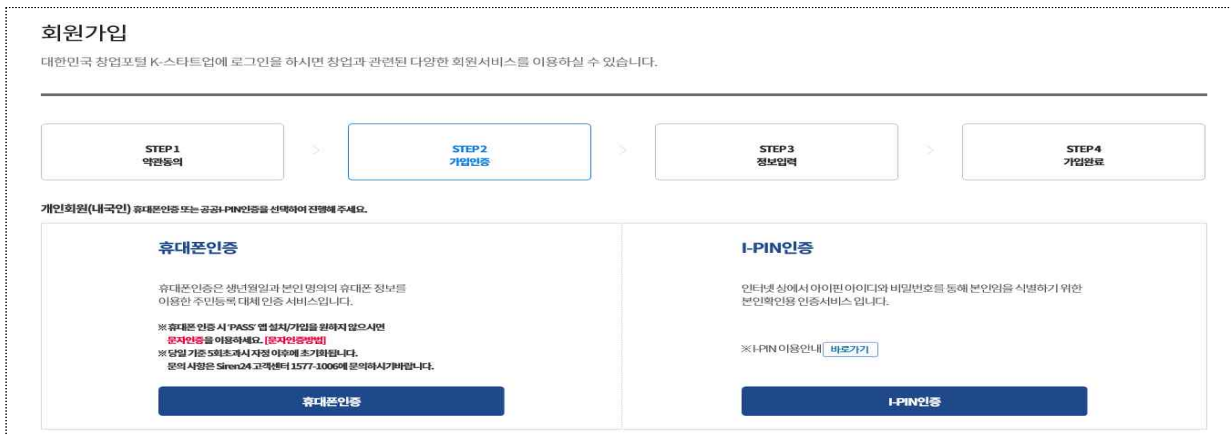 회원가입
대한민국 창업포털 K-스타트업에 로그인을 하시면 창업과 관련된 다양한 회원서비스를 이용하실 수 있습니다.
STEP 1
약관동의
>
STEP 2
가입인증
>
STEP 3
정보입력
>
STEP 4
가입완료
개인회원(내국인) 휴대폰인증 또는 공공I-PIN인증을 선택하여 진행해 주세요.
휴대폰인증
휴대폰인증은 생년월일과 본인 명의의 휴대폰 정보를
이용한 주민등록 대체 인증 서비스입니다.
※ 휴대폰 인증 시 'PASS' 앱 설치/가입을 원하지 않으시면
문자인증을 이용하세요. [문자인증방법]
※ 당일 기준 5회초과시 자정 이후에 초기화됩니다.
문의 사항은 Siren24 고객센터 1577-1006에 문의하시기바랍니다.
휴대폰인증
I-PIN인증
인터넷 상에서 아이핀 아이디와 비밀번호를 통해 본인임을 식별하기 위한
본인확인용 인증서비스 입니다.
※ I-PIN 이용안내 바로가기
I-PIN인증